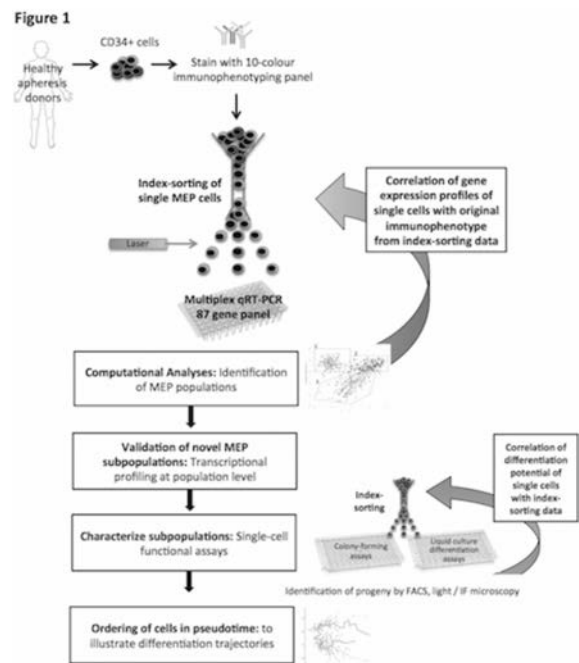 Figure 1
CD34+ cells
Healthy
apheresis
donors
Stain with 10-colour
immunophenotyping panel
Index-sorting of
single MEP cells
Correlation of gene
expression profiles of
single cells with original
immunophenotype
from index-sorting data
Laser
Multiplex qRT-PCR
87 gene panel
Computational Analyses: Identification
of MEP populations
Validation of novel MEP
subpopulations: Transcriptional
profiling at population level
Correlation of
differentiation
potential of
single cells
with index-
sorting data
Index-
sorting
Characterize subpopulations: Single-cell
functional assays
Colony-forming
assays
Liquid culture
differentiation
assays
Identification of progeny by FACS, light / IF microscopy
Ordering of cells in pseudotime: to
illustrate differentiation trajectories